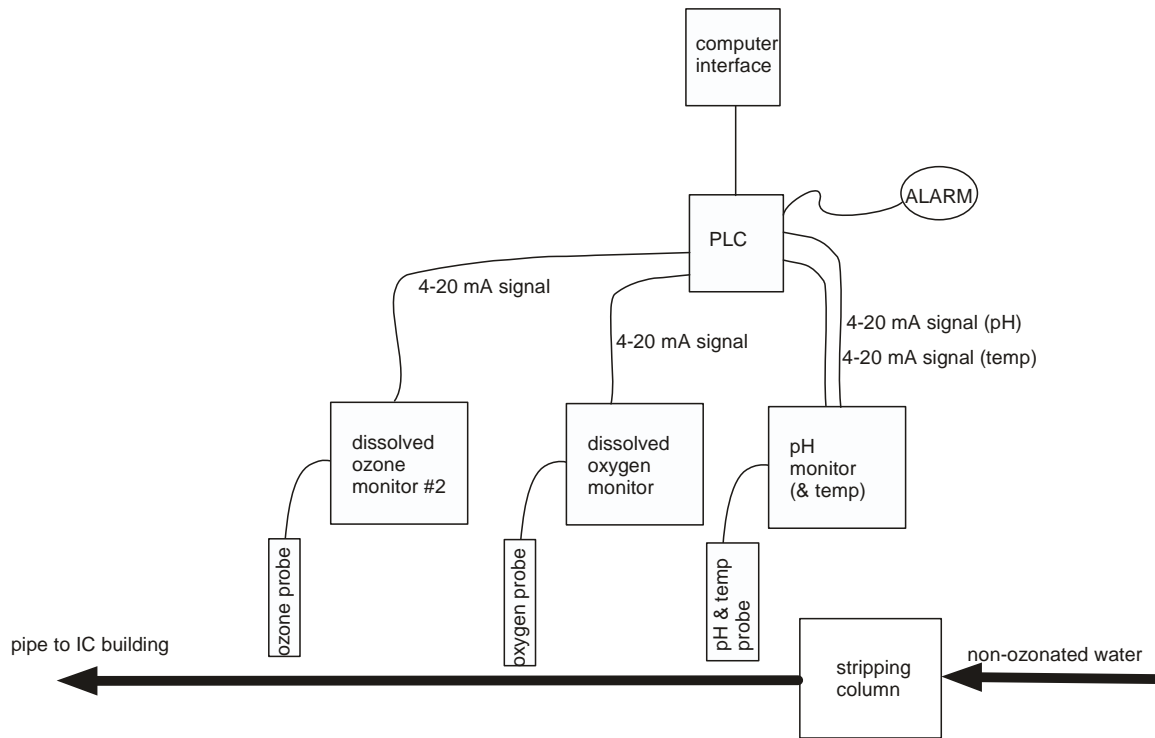 computer
interface
ALARM
PLC
4-20 mA signal
4-20 mA signal (pH)
4-20 mA signal
4-20 mA signal (temp)
dissolved
ozone
monitor #2
dissolved
oxygen
monitor
pH
monitor
(& temp)
ozone probe
oxygen probe
pH & temp
probe
pipe to IC building
non-ozonated water
stripping
column